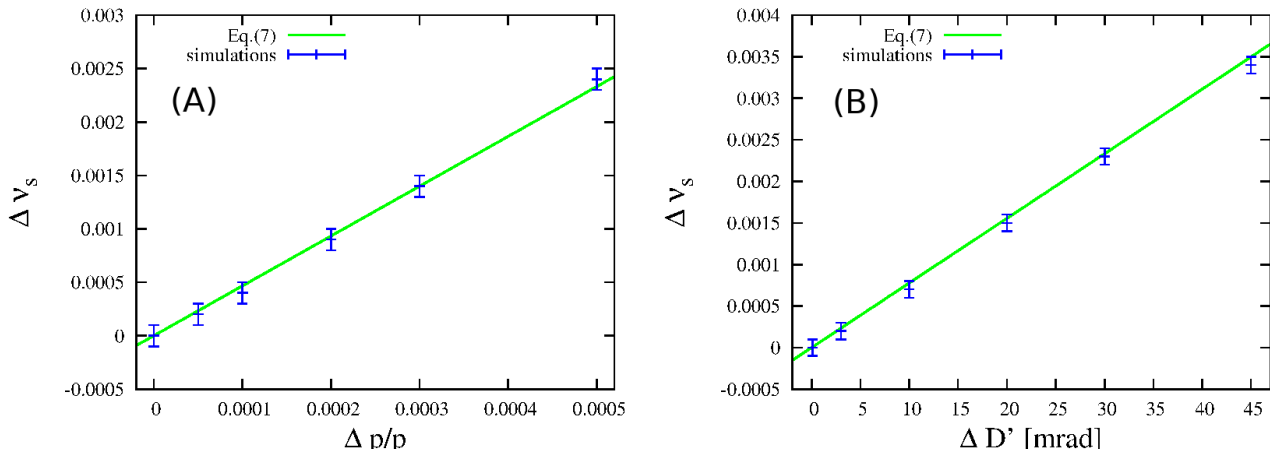 0.003
0.0025
0.002
0.0015
0.001
0.0005
0
-0.0005
Δ νs
Eq.(7)
simulations
(A)
0 0.0001 0.0002 0.0003 0.0004 0.0005
Δ p/p
0.004
0.0035
0.003
0.0025
0.002
0.0015
0.001
0.0005
0
-0.0005
Δ νs
Eq.(7)
simulations
(B)
0 5 10 15 20 25 30 35 40 45
Δ D’ [mrad]